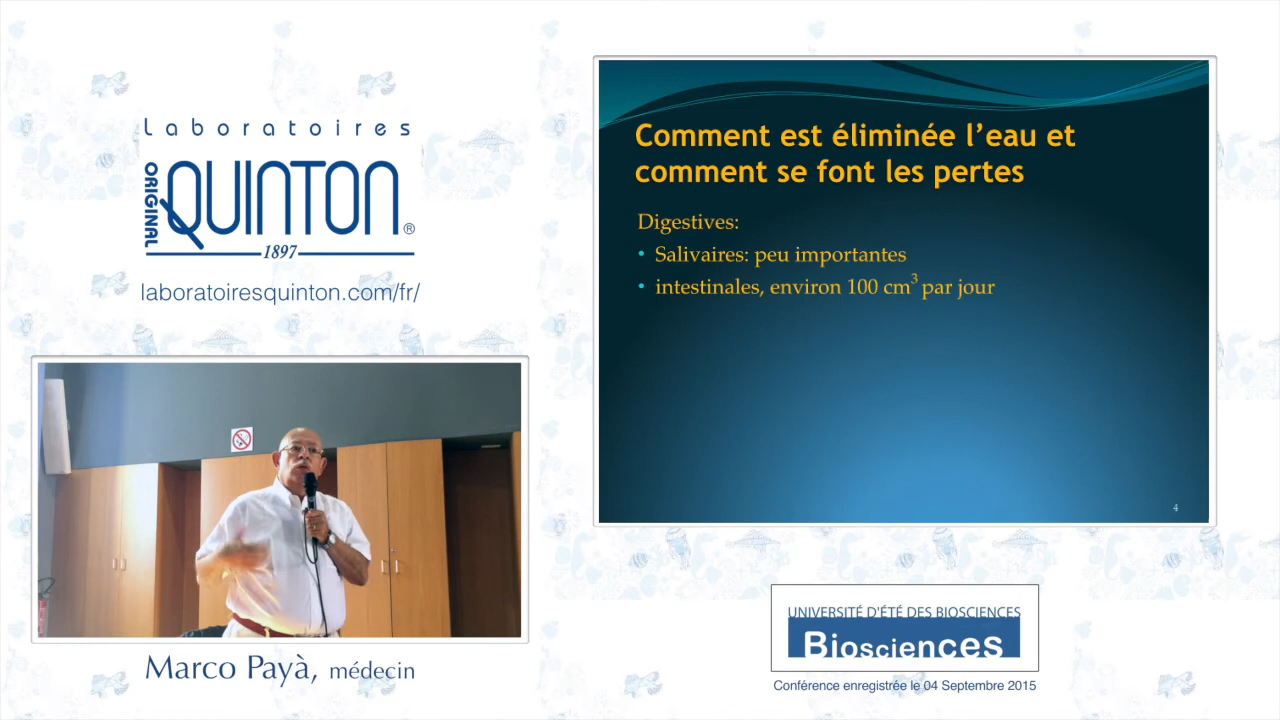 Laboratoires
ORIGINAL
QUINTON®
1897
laboratoiresquinton.com/fr/
Marco Payà, médecin
Comment est éliminée l’eau et
comment se font les pertes
Digestives:
• Salivaires: peu importantes
• intestinales, environ 100 cm³ par jour
4
UNIVERSITÉ D'ÉTÉ DES BIOSCIENCES
Biosciences
Conférence enregistrée le 04 Septembre 2015